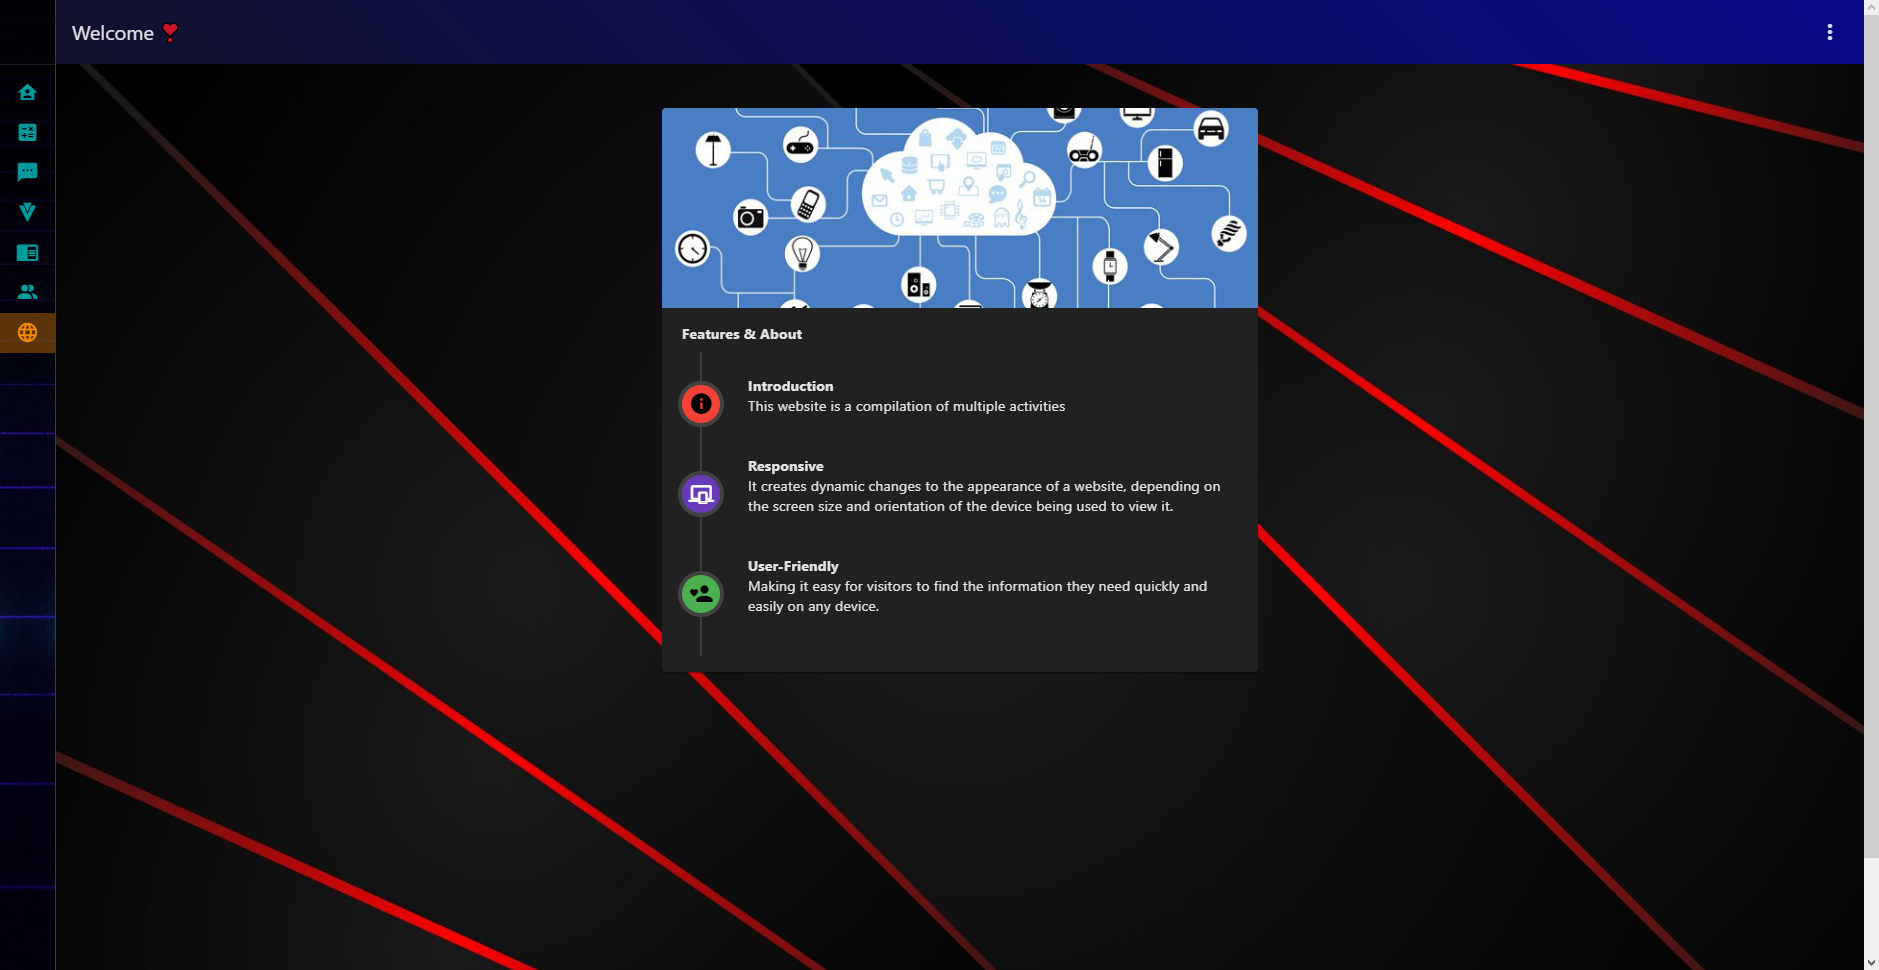 Welcome ❣
Features & About
Introduction
This website is a compilation of multiple activities
Responsive
It creates dynamic changes to the appearance of a website, depending on
the screen size and orientation of the device being used to view it.
User-Friendly
Making it easy for visitors to find the information they need quickly and
easily on any device.